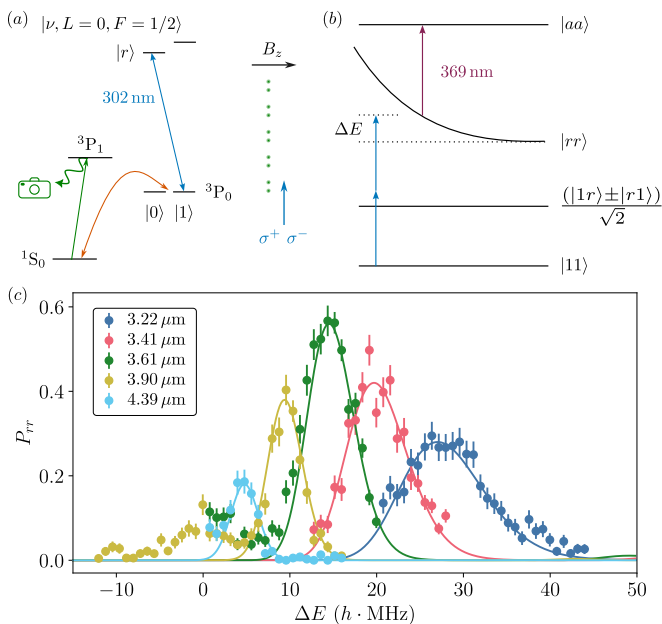 (a)
|ν, L = 0, F = 1/2⟩
|r⟩
302 nm
³P₁
³P₀
|0⟩ |1⟩
¹S₀
B_z
σ⁺ σ⁻
(b)
|aa⟩
369 nm
ΔE
|rr⟩
(|1r⟩±|r1⟩)
√2
|11⟩
(c)
3.22 μm
3.41 μm
3.61 μm
3.90 μm
4.39 μm
P_rr
0.6
0.4
0.2
0.0
−10 0 10 20 30 40 50
ΔE (h · MHz)